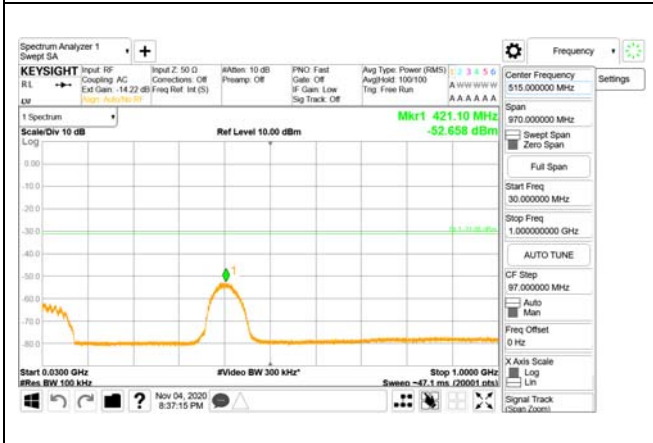 Spectrum Analyzer 1
Swept SA
+
Frequency
KEYSIGHT
RL
Input: RF
Coupling: AC
Ext Gain: -14.22 dB
Align: Auto/No RF
Input Z: 50 Ω
Corrections: Off
Freq Ref: Int (S)
#Atten: 10 dB
Preamp: Off
PNO: Fast
Gate: Off
IF Gain: Low
Sig Track: Off
Avg Type: Power (RMS)
Avg|Hold: 100/100
Trig: Free Run
1 2 3 4 5 6
A W W W W W
A A A A A A
Center Frequency
515.000000 MHz
Settings
1 Spectrum
Mkr1 421.10 MHz
Scale/Div 10 dB
Ref Level 10.00 dBm
-52.658 dBm
Log
Span
970.000000 MHz
Swept Span
Zero Span
Full Span
Start Freq
30.000000 MHz
Stop Freq
1.000000000 GHz
AUTO TUNE
CF Step
97.000000 MHz
Auto
Man
Freq Offset
0 Hz
X Axis Scale
Log
Lin
Signal Track
(Span Zoom)
0.00
-10.0
-20.0
-30.0
-40.0
-50.0
-60.0
-70.0
-80.0
1
Start 0.0300 GHz
#Video BW 300 kHz*
Stop 1.0000 GHz
#Res BW 100 kHz
Sweep ~47.1 ms (20001 pts)
?
Nov 04, 2020
8:37:15 PM